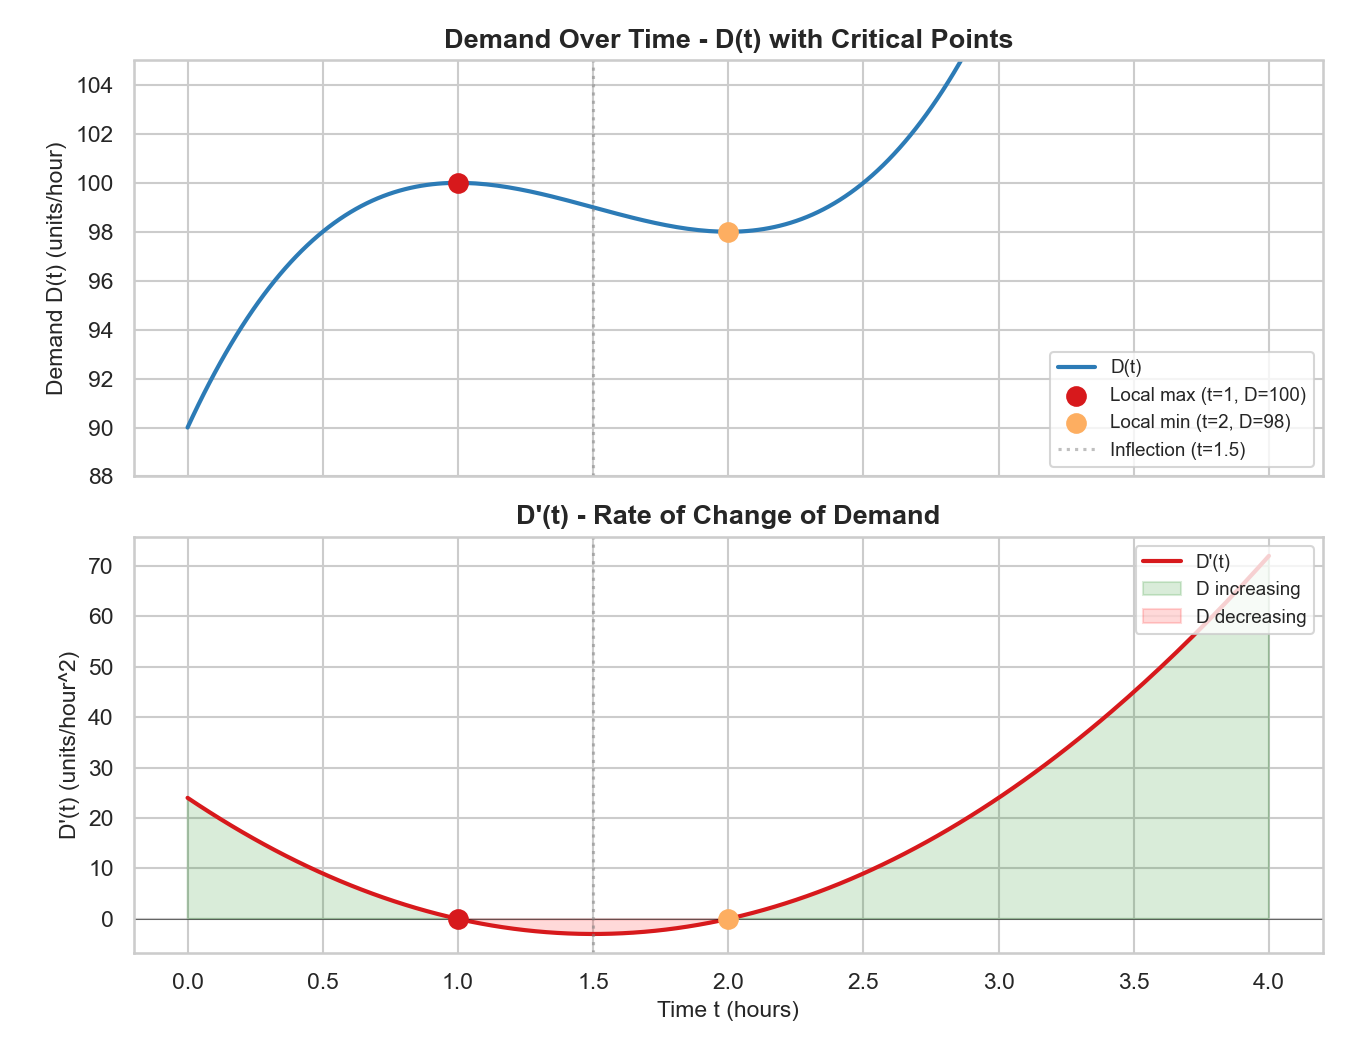 Demand Over Time - D(t) with Critical Points
Demand D(t) (units/hour)
104
102
100
98
96
94
92
90
88
D(t)
Local max (t=1, D=100)
Local min (t=2, D=98)
Inflection (t=1.5)
D'(t) - Rate of Change of Demand
D'(t) (units/hour^2)
70
60
50
40
30
20
10
0
D'(t)
D increasing
D decreasing
0.0 0.5 1.0 1.5 2.0 2.5 3.0 3.5 4.0
Time t (hours)